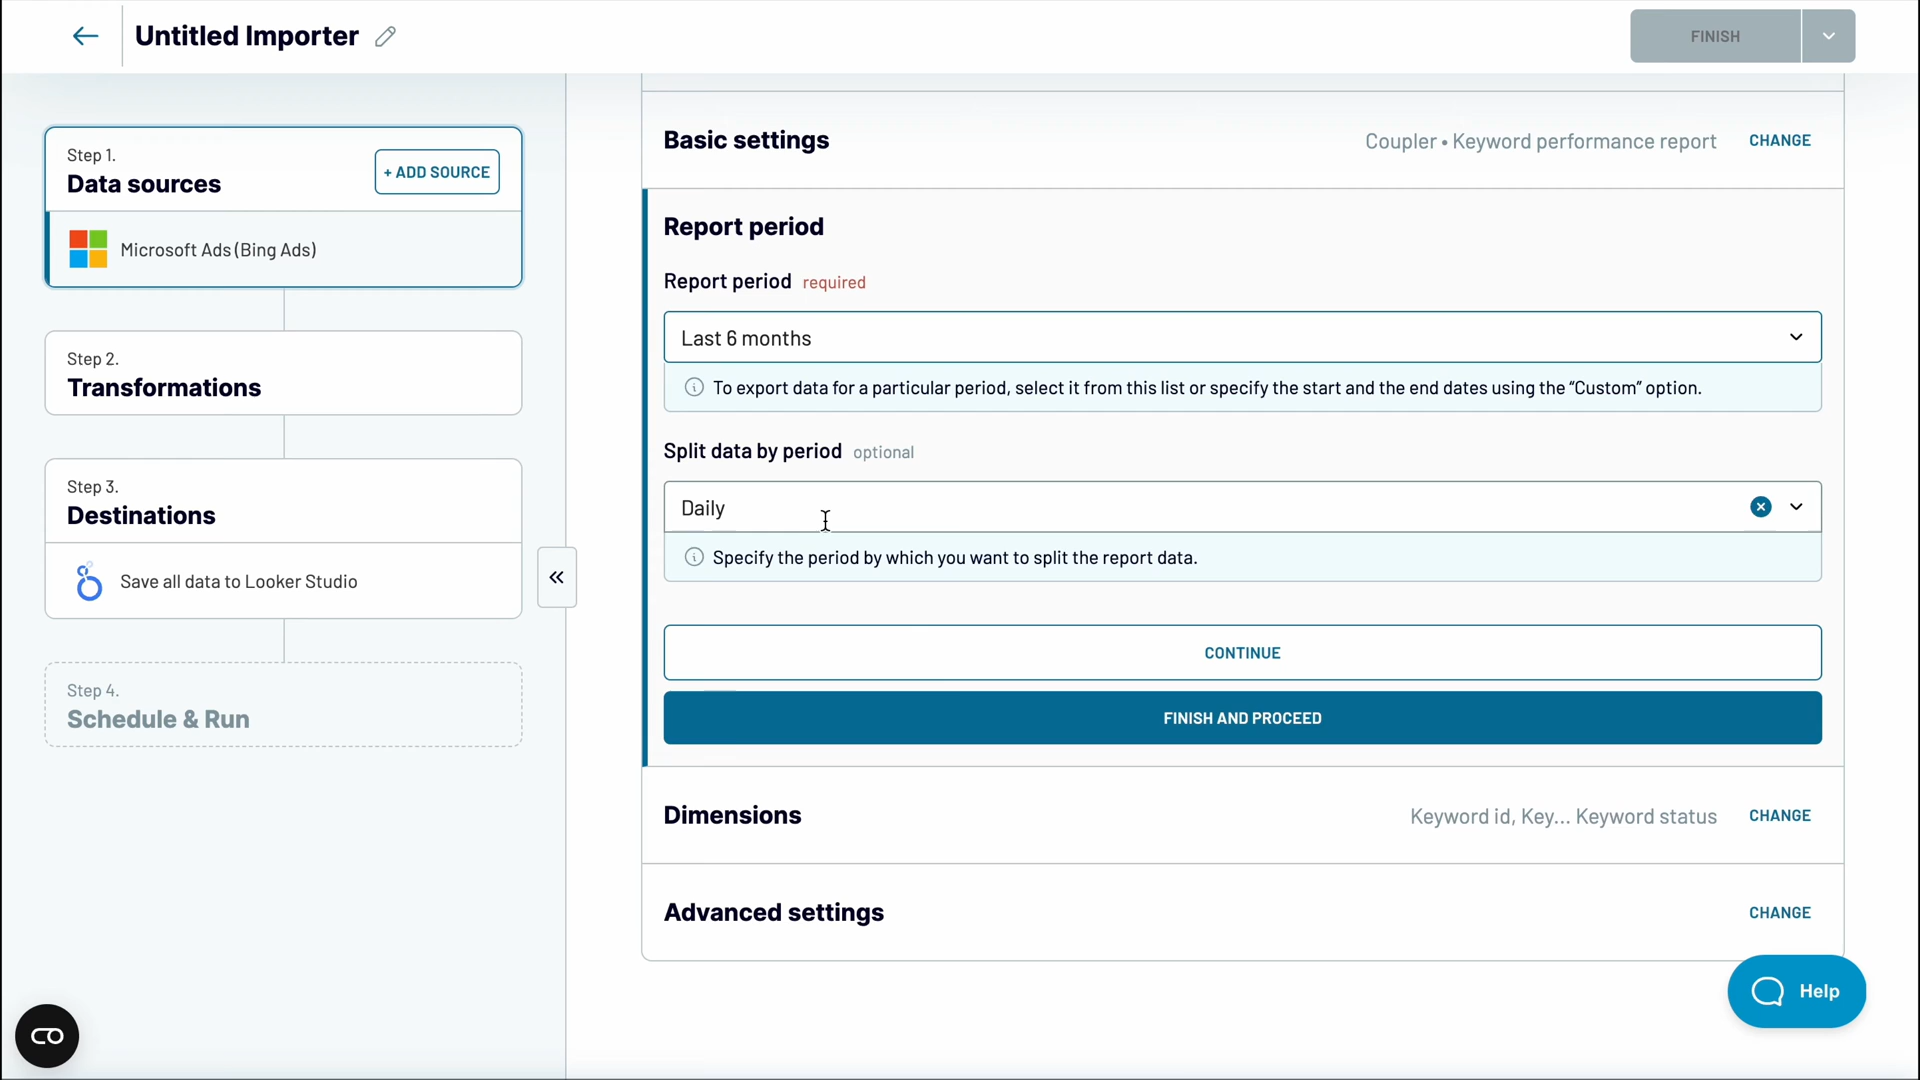 Untitled Importer
FINISH
Step 1.
Data sources
+ ADD SOURCE
Microsoft Ads (Bing Ads)
Step 2.
Transformations
Step 3.
Destinations
Save all data to Looker Studio
Step 4.
Schedule & Run
Basic settings
Coupler • Keyword performance report
CHANGE
Report period
Report period required
Last 6 months
To export data for a particular period, select it from this list or specify the start and the end dates using the “Custom” option.
Split data by period optional
Daily
Specify the period by which you want to split the report data.
CONTINUE
FINISH AND PROCEED
Dimensions
Keyword id, Key... Keyword status
CHANGE
Advanced settings
CHANGE
Help